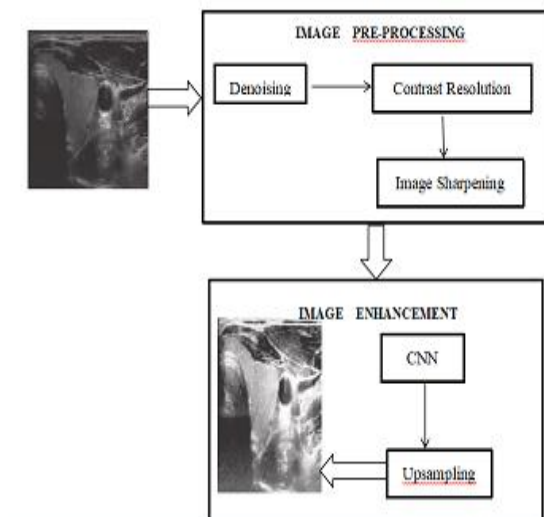 IMAGE PRE-PROCESSING
Denoising
Contrast Resolution
Image Sharpening
IMAGE ENHANCEMENT
CNN
Upsampling